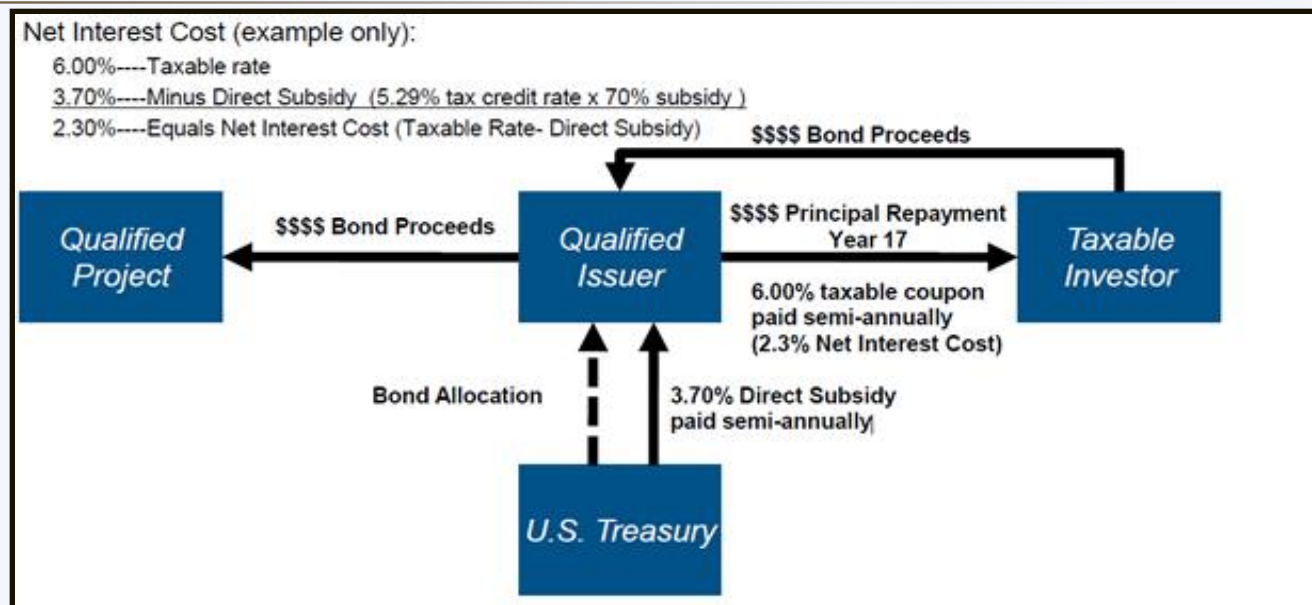 Net Interest Cost (example only):
6.00%----Taxable rate
3.70%----Minus Direct Subsidy (5.29% tax credit rate x 70% subsidy )
2.30%----Equals Net Interest Cost (Taxable Rate- Direct Subsidy)
$$$$ Bond Proceeds
Qualified
Project
$$$$ Bond Proceeds
Qualified
Issuer
$$$$ Principal Repayment
Year 17
Taxable
Investor
6.00% taxable coupon
paid semi-annually
(2.3% Net Interest Cost)
Bond Allocation
3.70% Direct Subsidy
paid semi-annually
U.S. Treasury